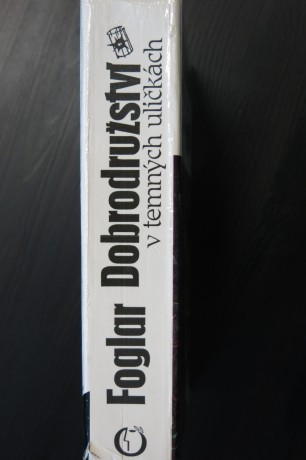 Foglar Dobrodružství
v temných uličkách